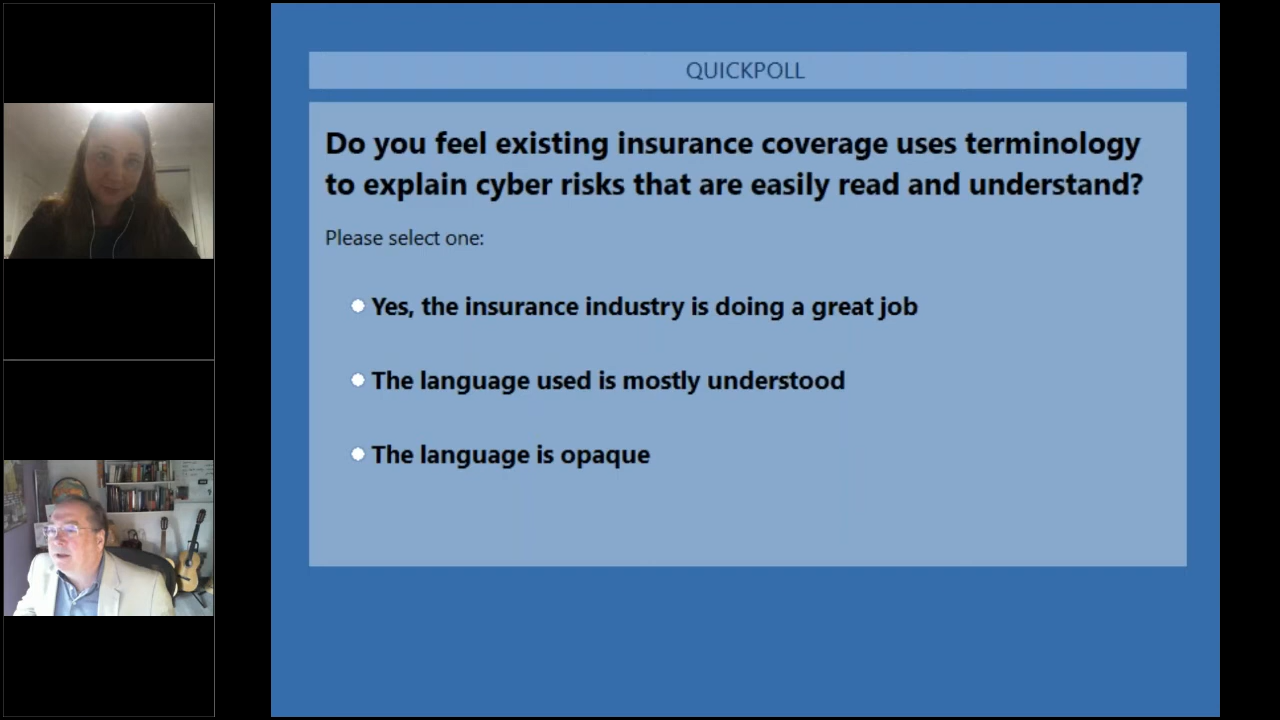 QUICKPOLL
Do you feel existing insurance coverage uses terminology
to explain cyber risks that are easily read and understand?
Please select one:
Yes, the insurance industry is doing a great job
The language used is mostly understood
The language is opaque